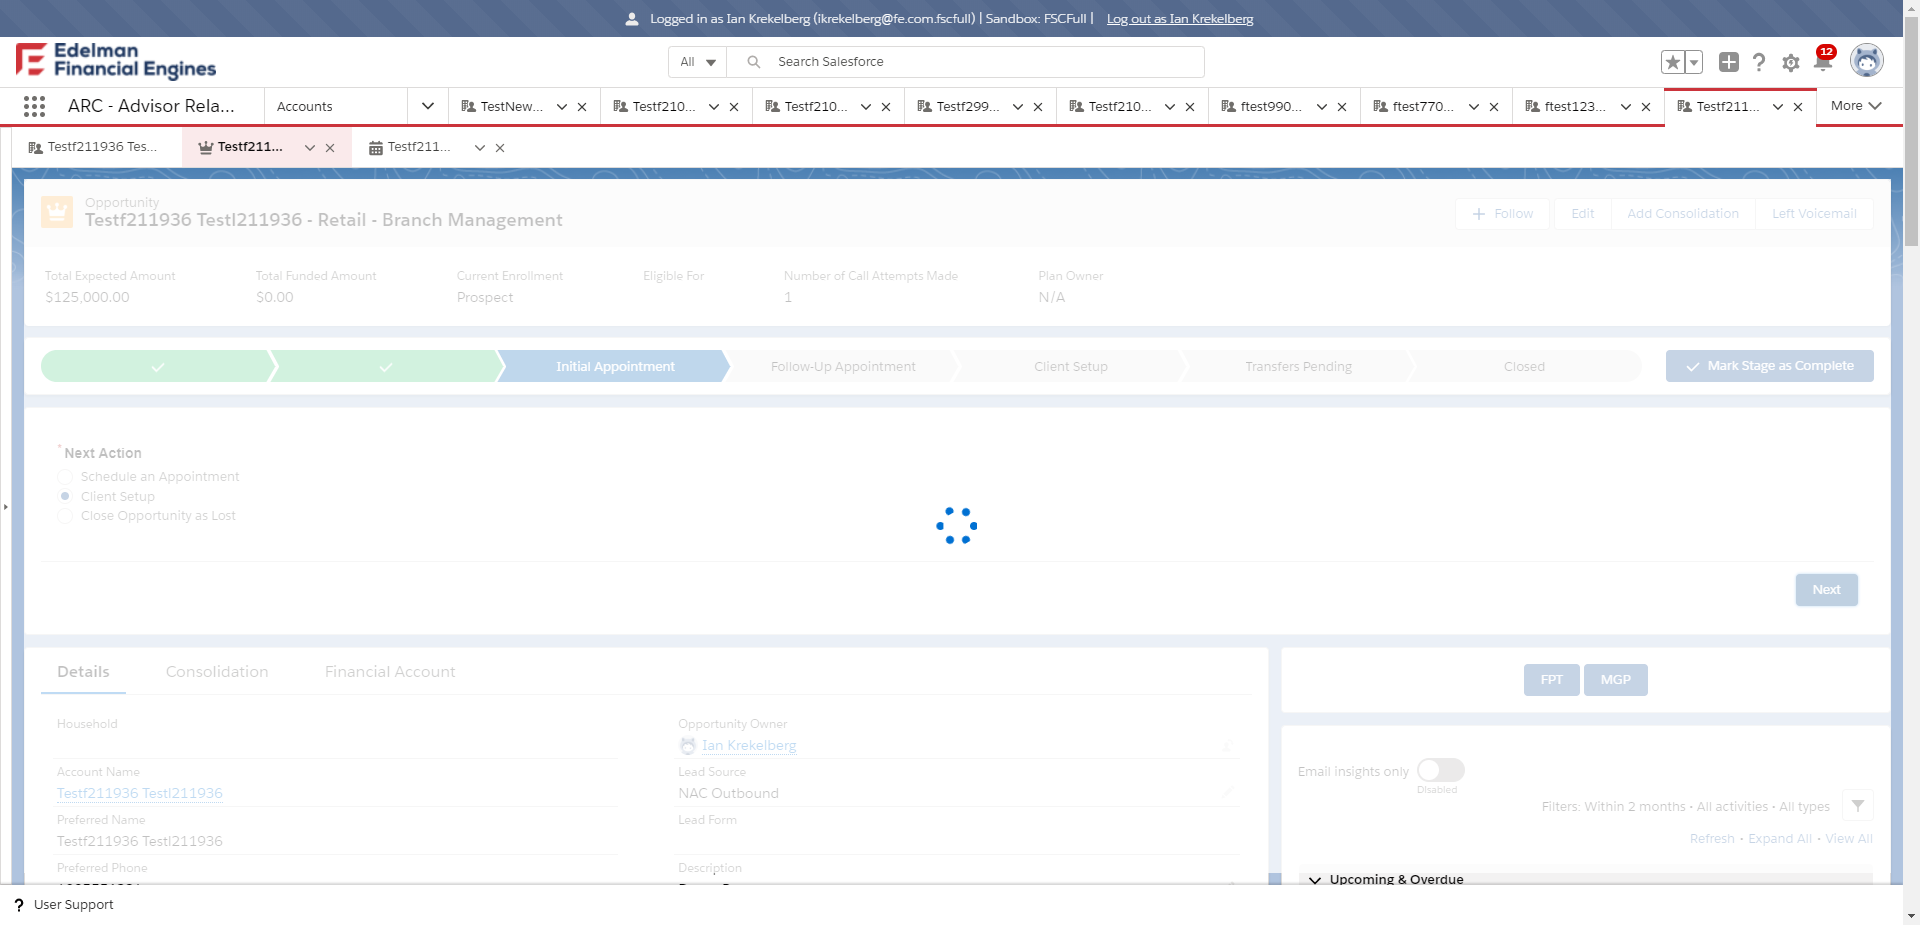 Logged in as Ian Krekelberg (ikrekelberg@fe.com.fscfull) | Sandbox: FSCFull | Log out as Ian Krekelberg
Edelman
Financial Engines
All
Search Salesforce
12
ARC - Advisor Rela...
Accounts
TestNew...
Testf210...
Testf210...
Testf299...
Testf210...
ftest990...
ftest770...
ftest123...
Testf211...
More
Testf211936 Tes...
Testf211...
Testf211...
Opportunity
Testf211936 Testl211936 - Retail - Branch Management
Follow
Edit
Add Consolidation
Left Voicemail
Total Expected Amount
$125,000.00
Total Funded Amount
$0.00
Current Enrollment
Prospect
Eligible For
Number of Call Attempts Made
1
Plan Owner
N/A
Initial Appointment
Follow-Up Appointment
Client Setup
Transfers Pending
Closed
Mark Stage as Complete
*Next Action
Schedule an Appointment
Client Setup
Close Opportunity as Lost
Next
Details
Consolidation
Financial Account
Household
Opportunity Owner
Ian Krekelberg
Account Name
Testf211936 Testl211936
Lead Source
NAC Outbound
Preferred Name
Testf211936 Testl211936
Lead Form
Preferred Phone
Description
FPT
MGP
Email insights only
Disabled
Filters: Within 2 months • All activities • All types
Refresh • Expand All • View All
Upcoming & Overdue
? User Support